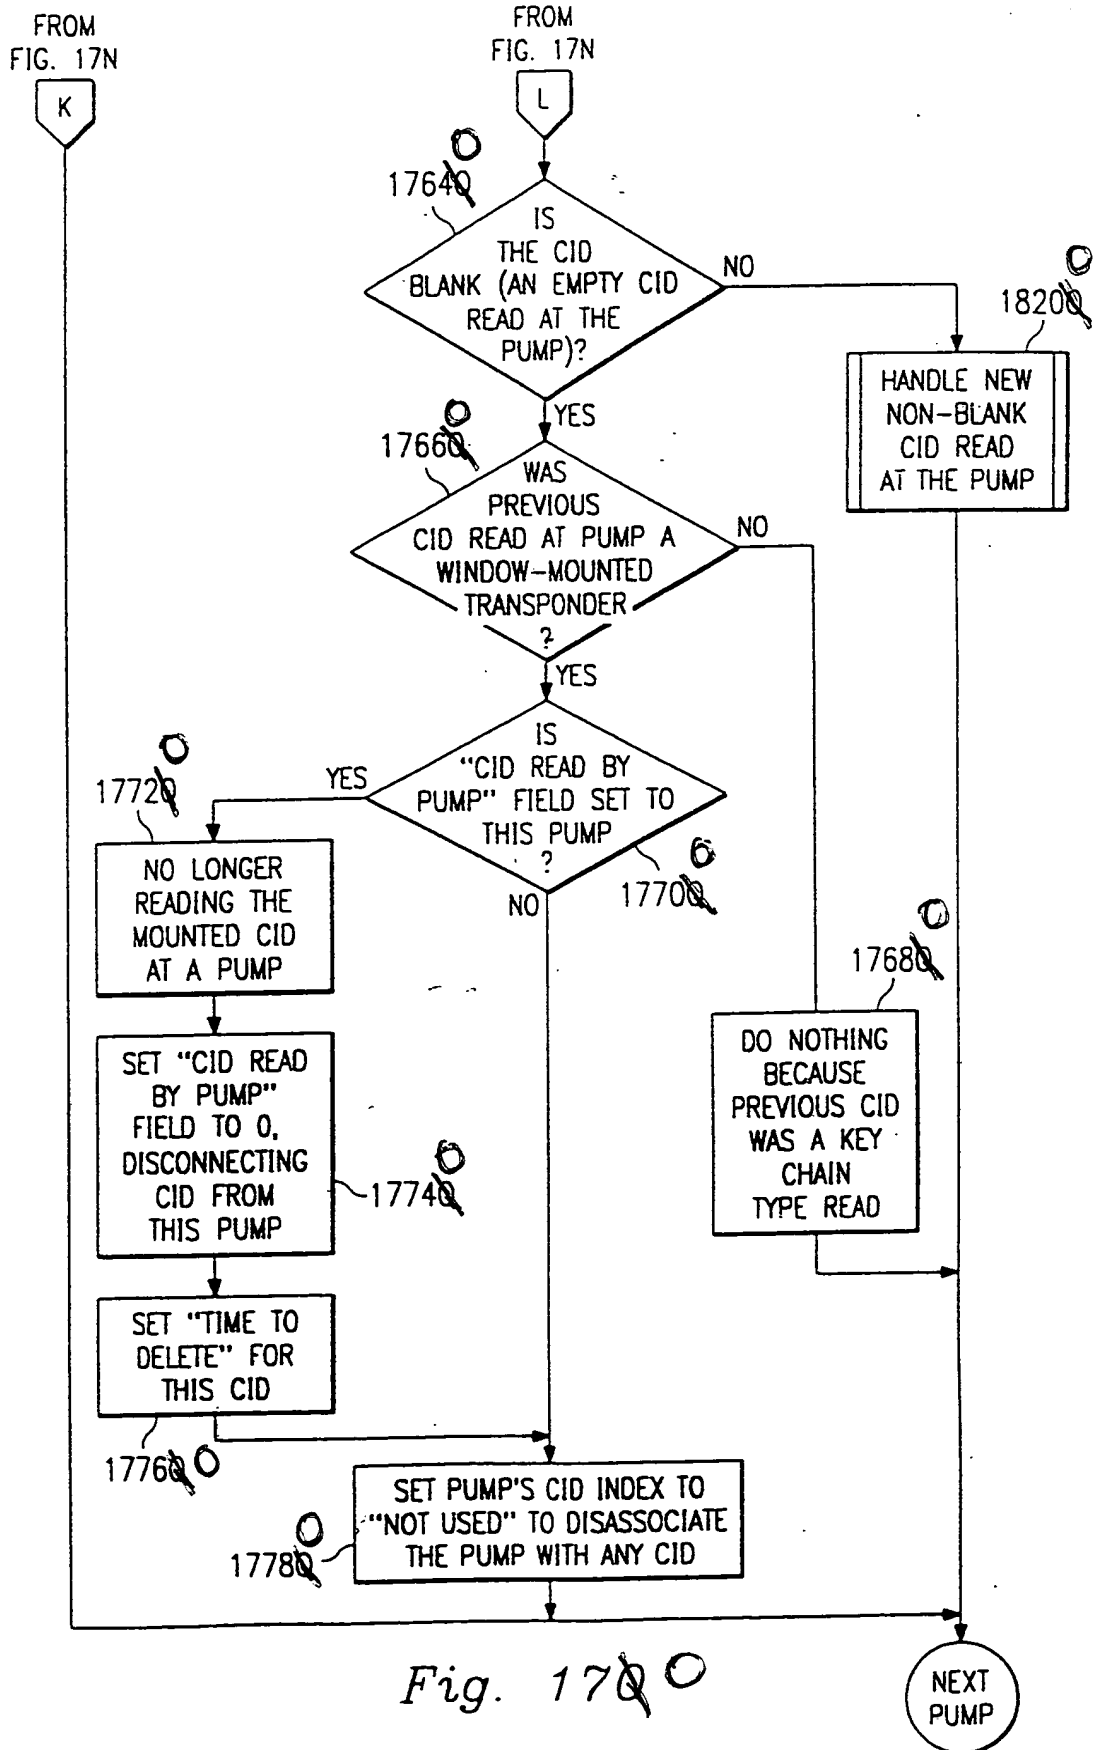 FROM
FIG. 17N
K
FROM
FIG. 17N
L
17640
IS
THE CID
BLANK (AN EMPTY CID
READ AT THE
PUMP)?
NO
YES
18200
HANDLE NEW
NON-BLANK
CID READ
AT THE PUMP
17660
WAS
PREVIOUS
CID READ AT PUMP A
WINDOW-MOUNTED
TRANSPONDER
?
NO
YES
IS
"CID READ BY
PUMP" FIELD SET TO
THIS PUMP
?
YES
NO
17700
17720
NO LONGER
READING THE
MOUNTED CID
AT A PUMP
17680
DO NOTHING
BECAUSE
PREVIOUS CID
WAS A KEY
CHAIN
TYPE READ
SET "CID READ
BY PUMP"
FIELD TO 0,
DISCONNECTING
CID FROM
THIS PUMP
17740
SET "TIME TO
DELETE" FOR
THIS CID
17760
SET PUMP'S CID INDEX TO
"NOT USED" TO DISASSOCIATE
THE PUMP WITH ANY CID
17780
NEXT
PUMP
Fig. 17O